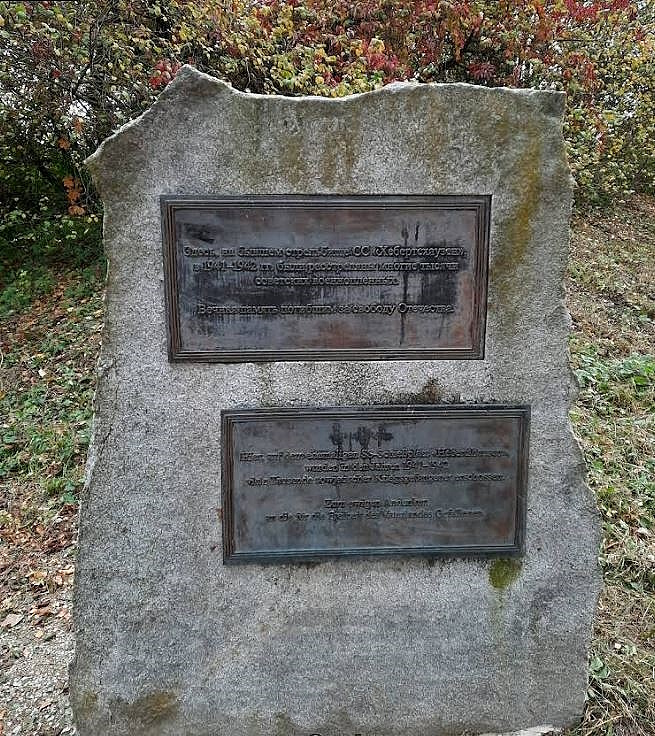 Здесь, на бывшем стрельбище СС «Хебертсхаузен»,
в 1941-1942 гг. были расстреляны многие тысячи
советских военнопленных.
Вечная память погибшим за свободу Отечества.
Hier, auf dem ehemaligen SS-Schießplatz «Hebertshausen»
wurden in den Jahren 1941-1942
viele Tausende sowjetischer Kriegsgefangener erschossen.
Zum ewigen Andenken
an die für die Freiheit des Vaterlandes Gefallenen.